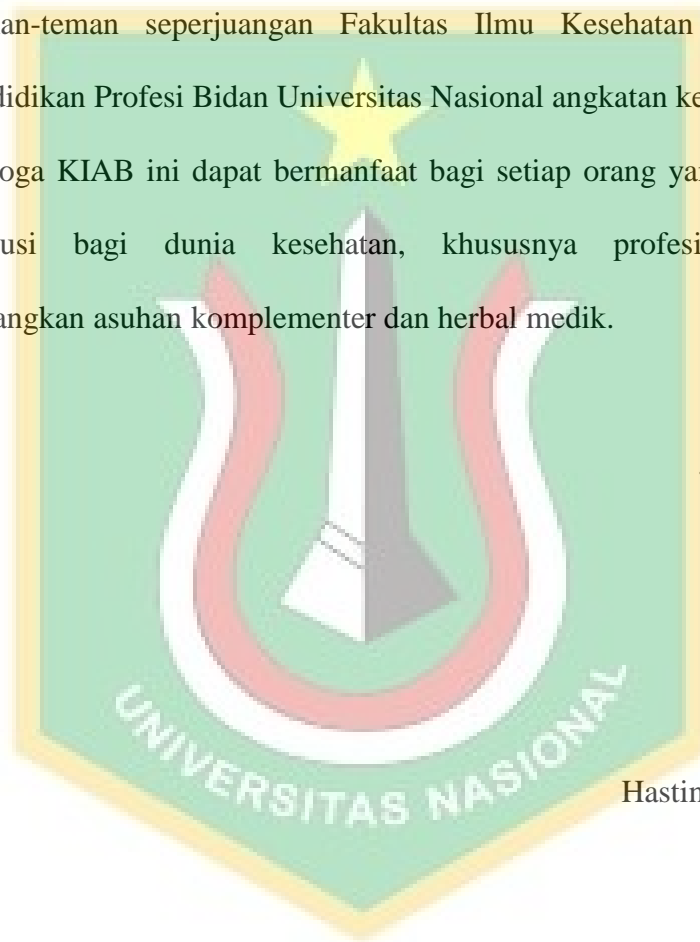 an-teman seperjuangan Fakultas Ilmu Kesehatan
didikan Profesi Bidan Universitas Nasional angkatan ke
oga KIAB ini dapat bermanfaat bagi setiap orang ya
usi bagi dunia kesehatan, khususnya profesi
angkan asuhan komplementer dan herbal medik.
UNIVERSITAS NASIONAL
Hastin